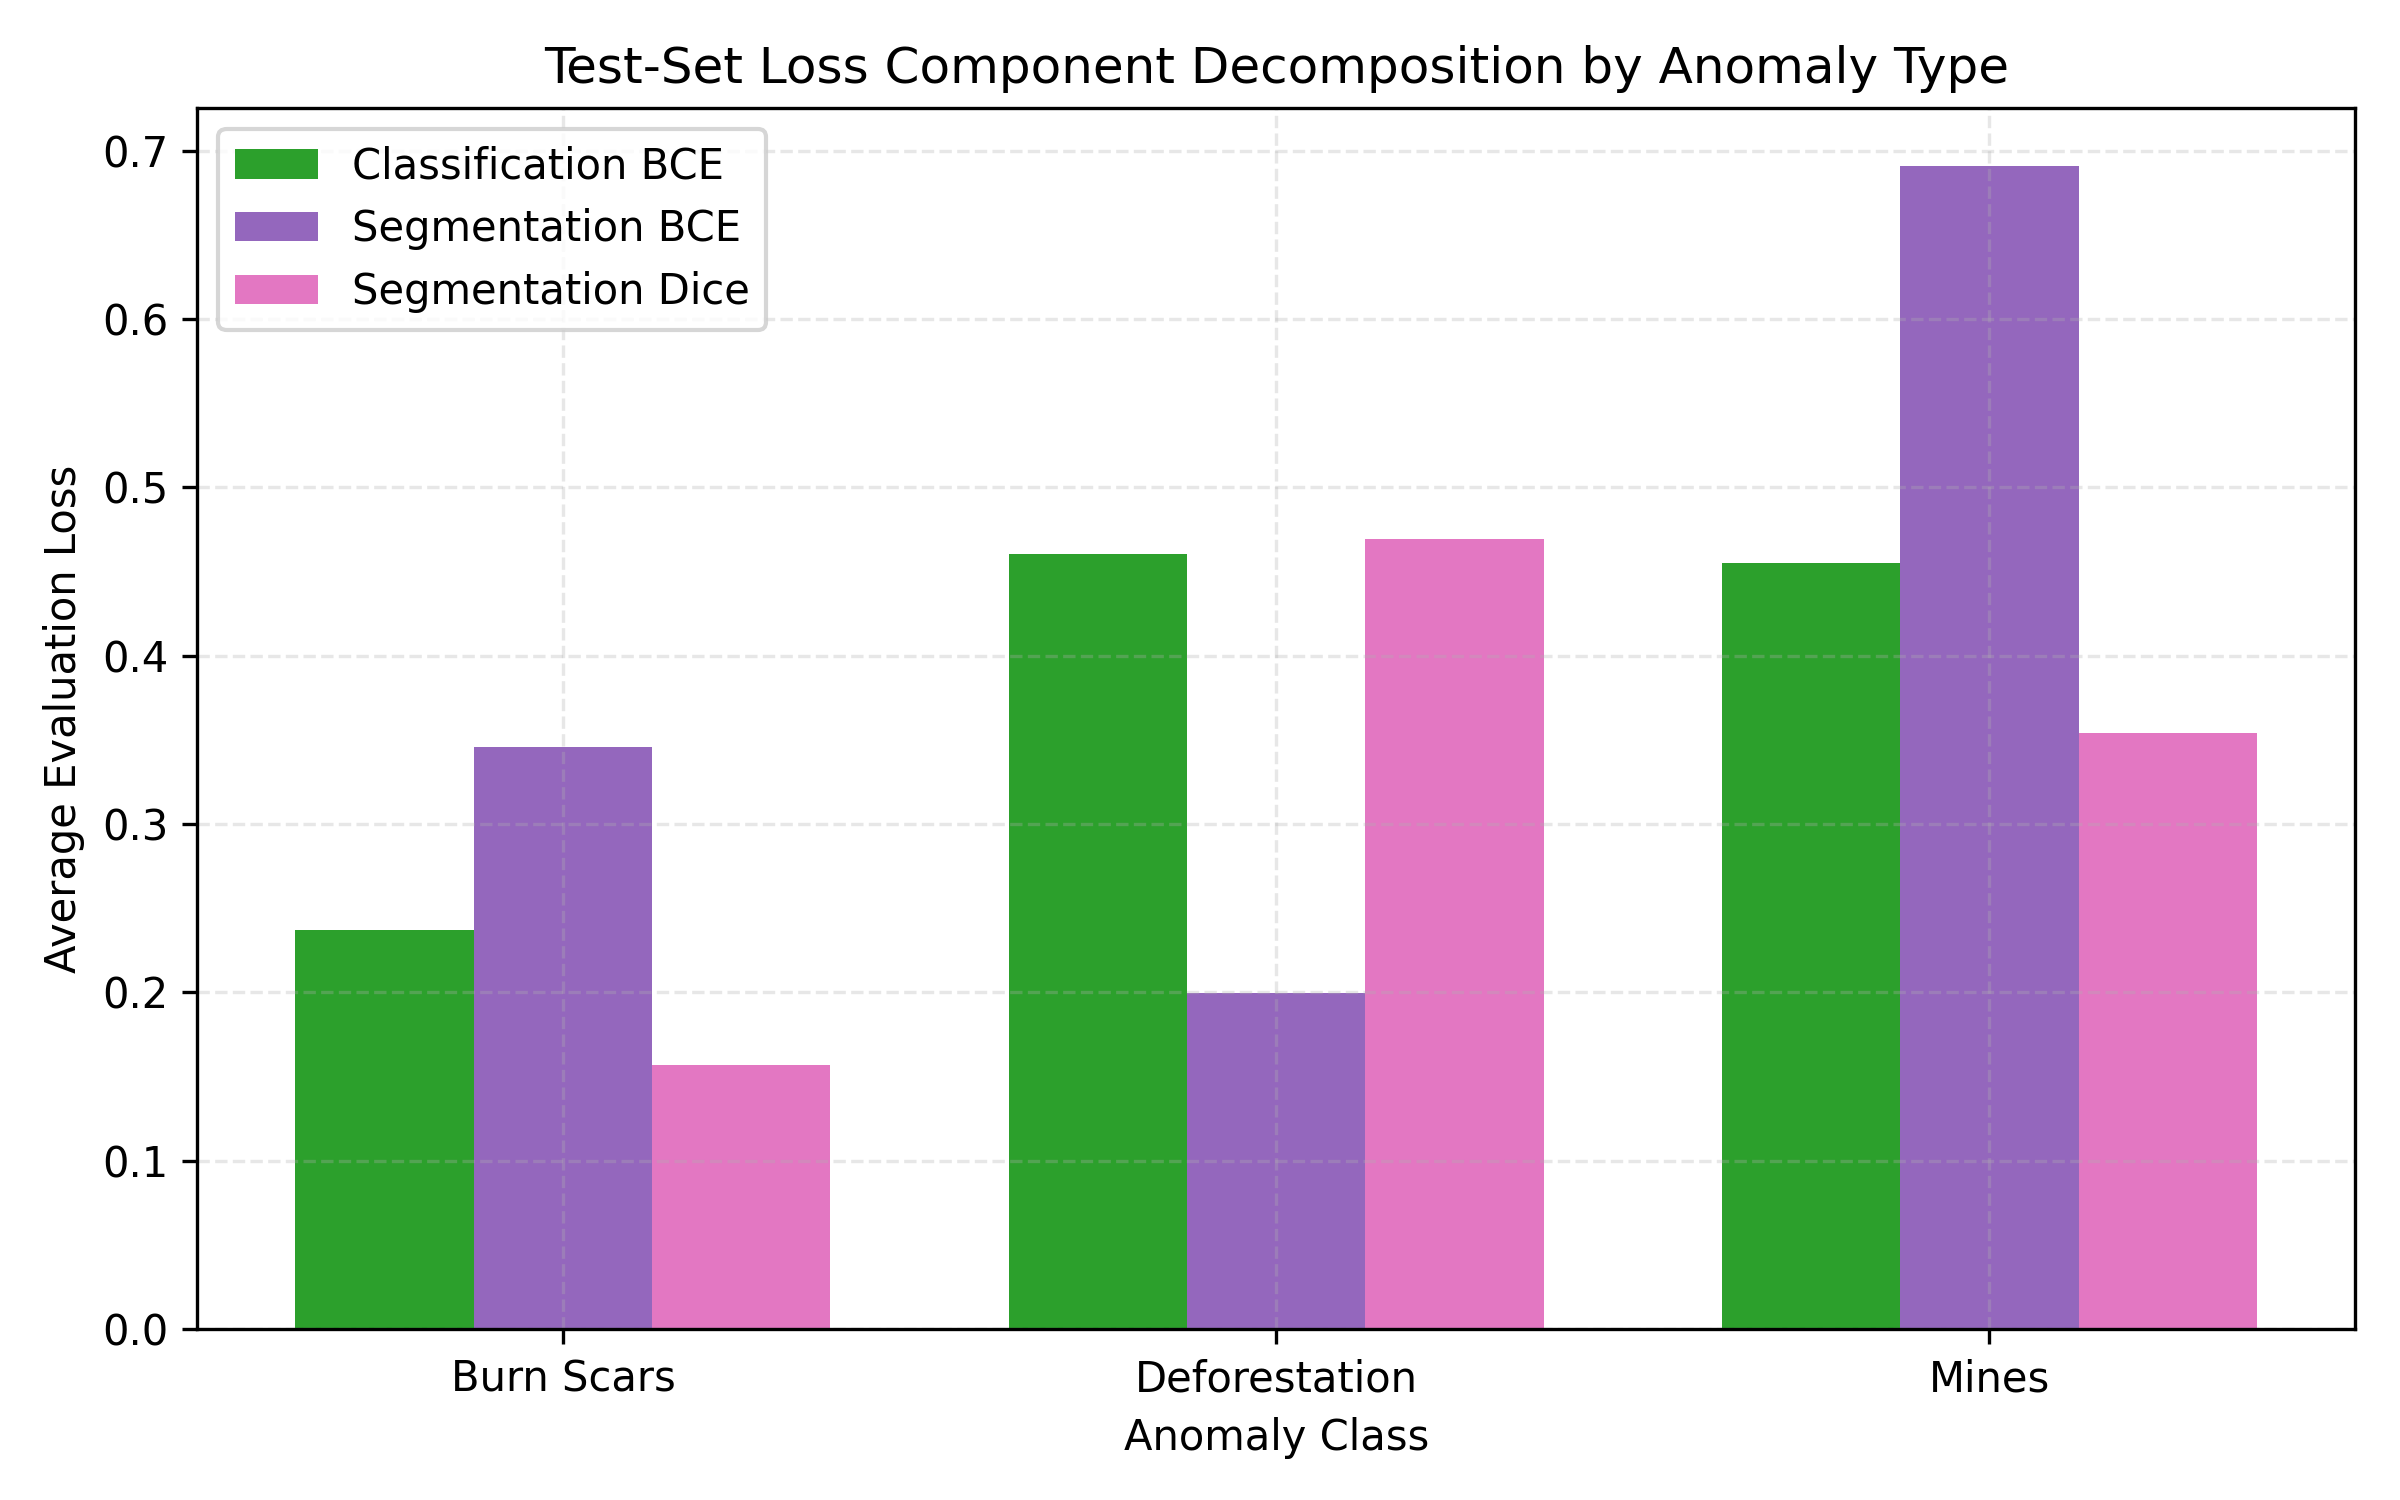 Test-Set Loss Component Decomposition by Anomaly Type
Classification BCE
Segmentation BCE
Segmentation Dice
Average Evaluation Loss
0.7
0.6
0.5
0.4
0.3
0.2
0.1
0.0
Burn Scars
Deforestation
Mines
Anomaly Class